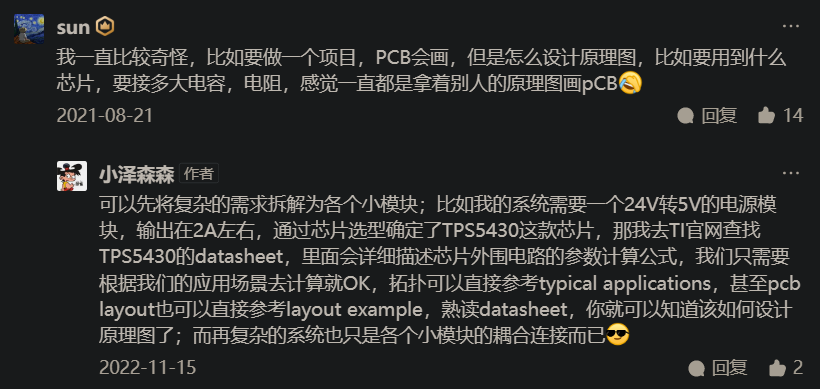 sun
我一直比较奇怪，比如要做一个项目，PCB会画，但是怎么设计原理图，比如要用到什么
芯片，要接多大电容，电阻，感觉一直都是拿着别人的原理图画pCB🤣
2021-08-21 回复 14
小泽森森 作者
可以先将复杂的需求拆解为各个小模块；比如我的系统需要一个24V转5V的电源模
块，输出在2A左右，通过芯片选型确定了TPS5430这款芯片，那我去TI官网查找
TPS5430的datasheet，里面会详细描述芯片外围电路的参数计算公式，我们只需要
根据我们的应用场景去计算就OK，拓扑可以直接参考typical applications，甚至pcb
layout也可以直接参考layout example，熟读datasheet，你就可以知道该如何设计
原理图了；而再复杂的系统也只是各个小模块的耦合连接而已😎
2022-11-15 回复 2